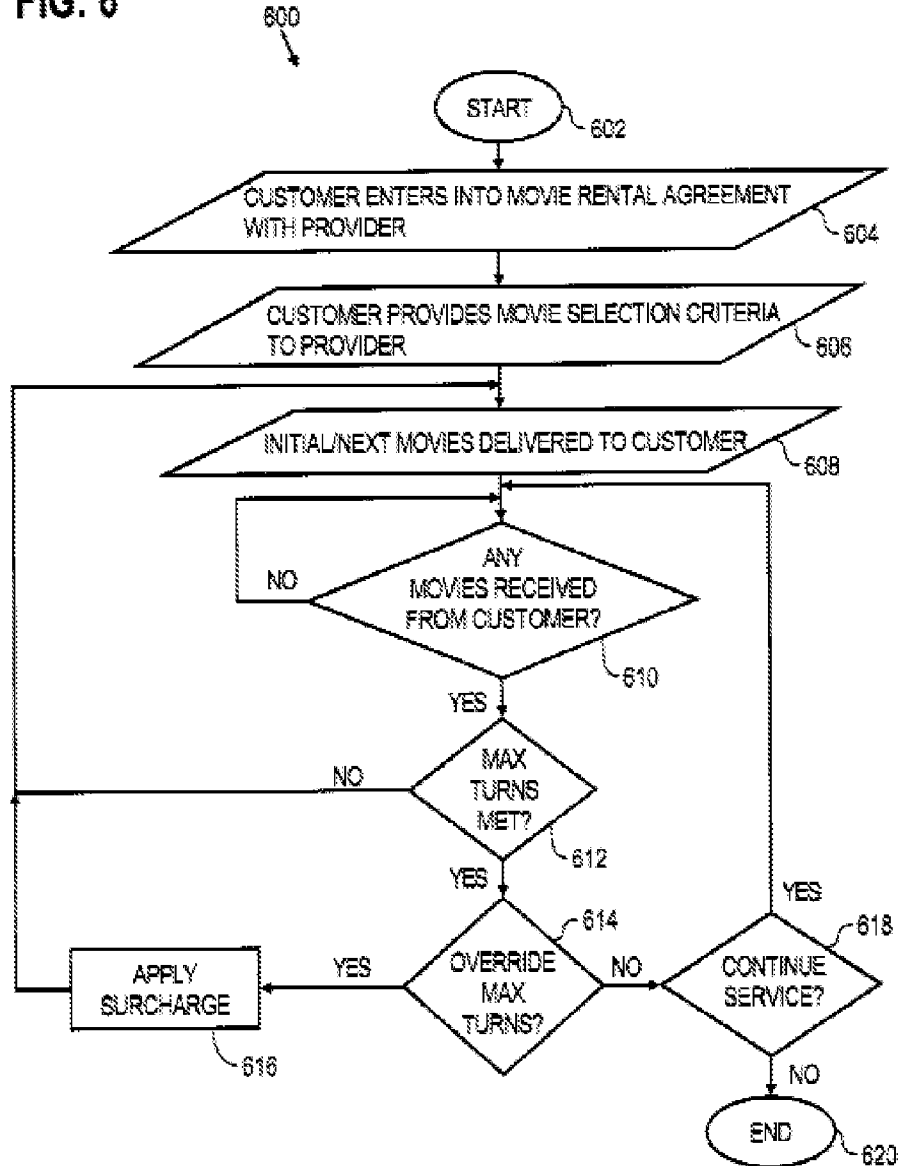 FIG. 6
600
START
602
CUSTOMER ENTERS INTO MOVIE RENTAL AGREEMENT
WITH PROVIDER
604
CUSTOMER PROVIDES MOVIE SELECTION CRITERIA
TO PROVIDER
606
INITIAL/NEXT MOVIES DELIVERED TO CUSTOMER
608
ANY
MOVIES RECEIVED
FROM CUSTOMER?
NO
610
YES
MAX
TURNS
MET?
NO
612
YES
614
OVERRIDE
MAX
TURNS?
YES
NO
APPLY
SURCHARGE
616
YES
618
CONTINUE
SERVICE?
NO
END
620